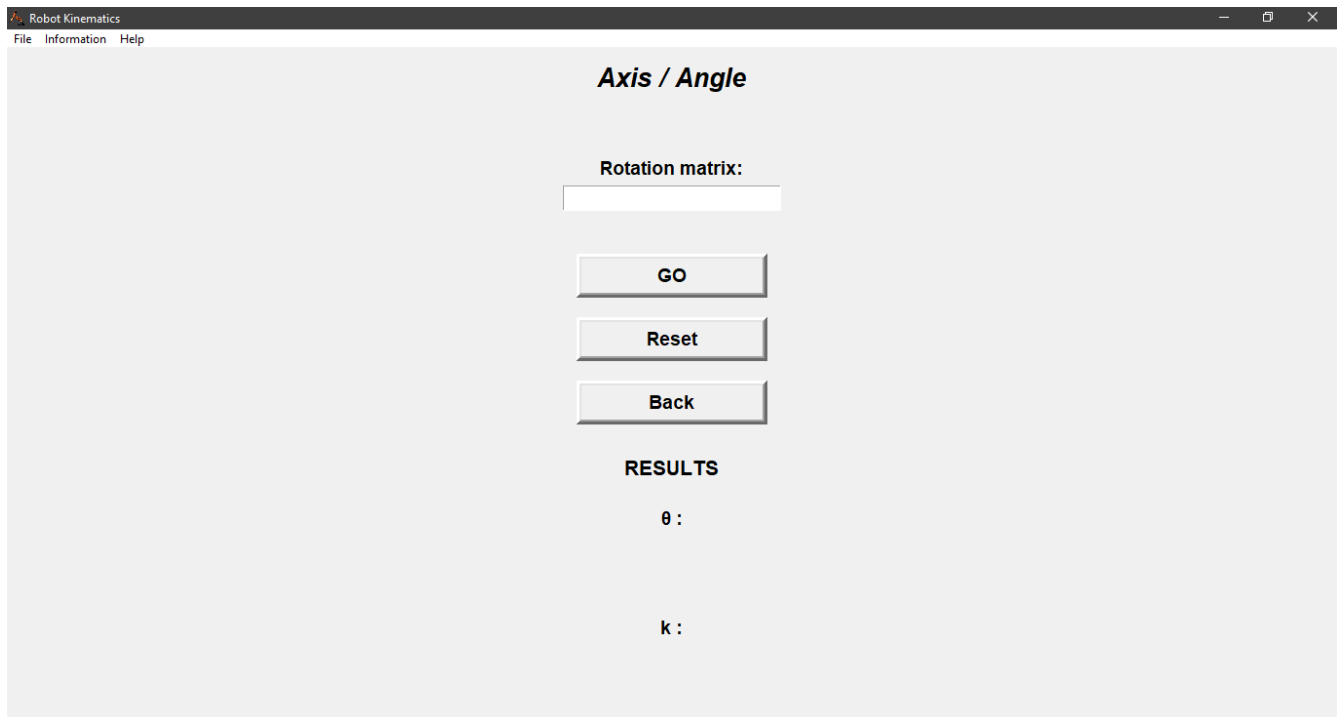 Robot Kinematics
File Information Help
Axis / Angle
Rotation matrix:
GO
Reset
Back
RESULTS
θ :
k :